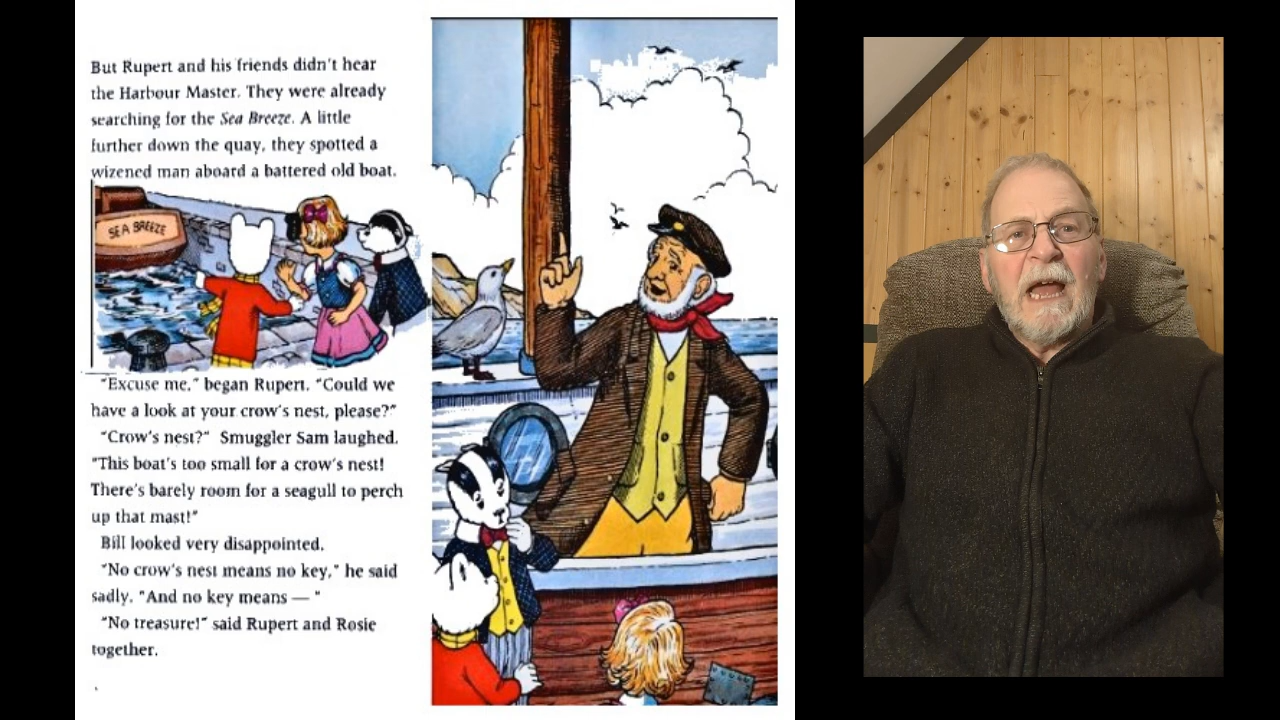 But Rupert and his friends didn't hear
the Harbour Master. They were already
searching for the Sea Breeze. A little
further down the quay, they spotted a
wizened man aboard a battered old boat.
SEA BREEZE
"Excuse me," began Rupert. "Could we
have a look at your crow's nest, please?"
"Crow's nest?" Smuggler Sam laughed.
"This boat's too small for a crow's nest!
There's barely room for a seagull to perch
up that mast!"
Bill looked very disappointed.
"No crow's nest means no key," he said
sadly. "And no key means — "
"No treasure!" said Rupert and Rosie
together.